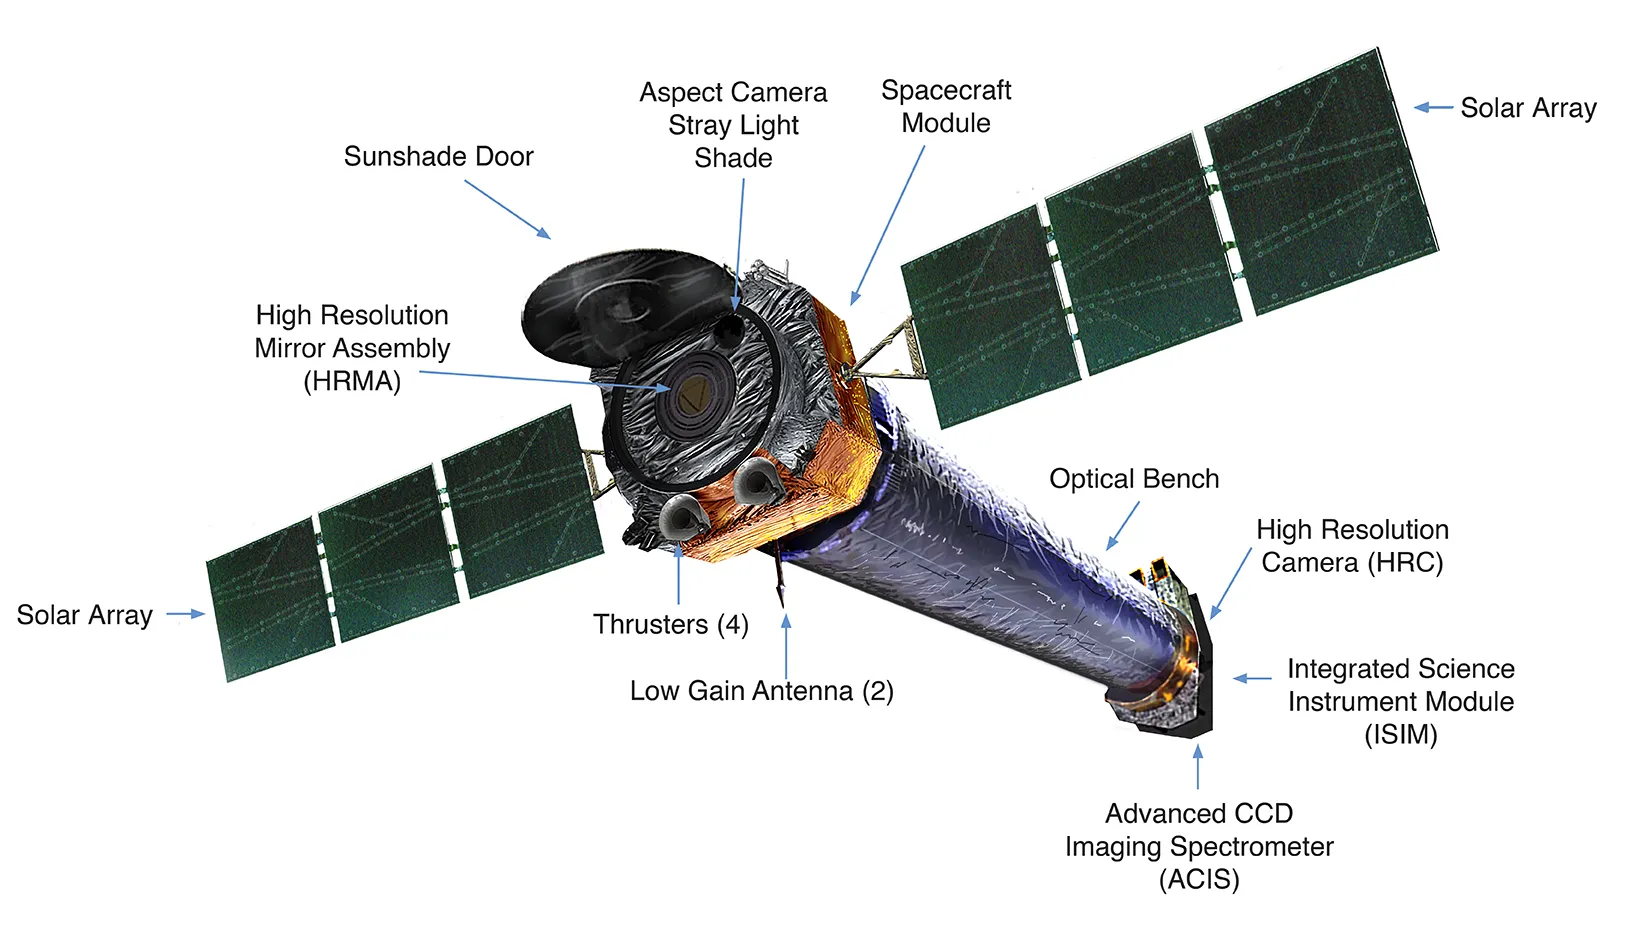 Aspect Camera
Stray Light
Shade
Spacecraft
Module
Solar Array
Sunshade Door
High Resolution
Mirror Assembly
(HRMA)
Optical Bench
High Resolution
Camera (HRC)
Solar Array
Thrusters (4)
Low Gain Antenna (2)
Integrated Science
Instrument Module
(ISIM)
Advanced CCD
Imaging Spectrometer
(ACIS)